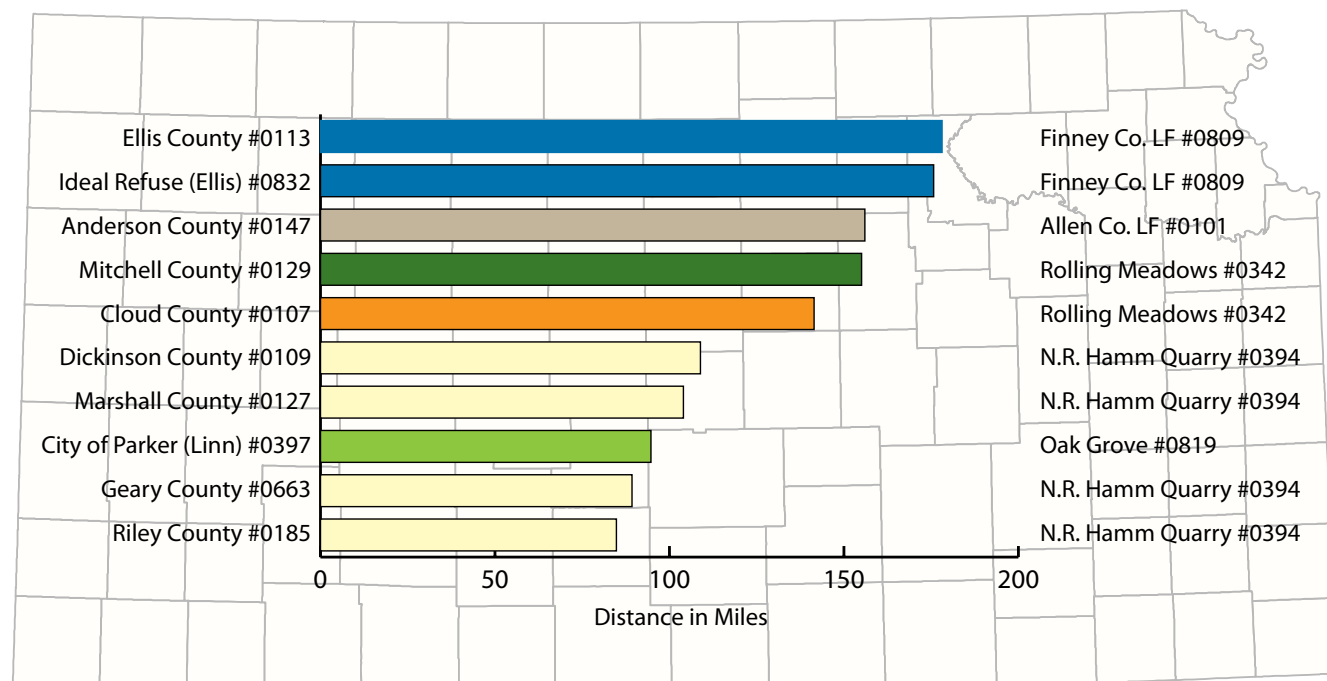 Ellis County #0113 Finney Co. LF #0809
Ideal Refuse (Ellis) #0832 Finney Co. LF #0809
Anderson County #0147 Allen Co. LF #0101
Mitchell County #0129 Rolling Meadows #0342
Cloud County #0107 Rolling Meadows #0342
Dickinson County #0109 N.R. Hamm Quarry #0394
Marshall County #0127 N.R. Hamm Quarry #0394
City of Parker (Linn) #0397 Oak Grove #0819
Geary County #0663 N.R. Hamm Quarry #0394
Riley County #0185 N.R. Hamm Quarry #0394
0 50 100 150 200
Distance in Miles